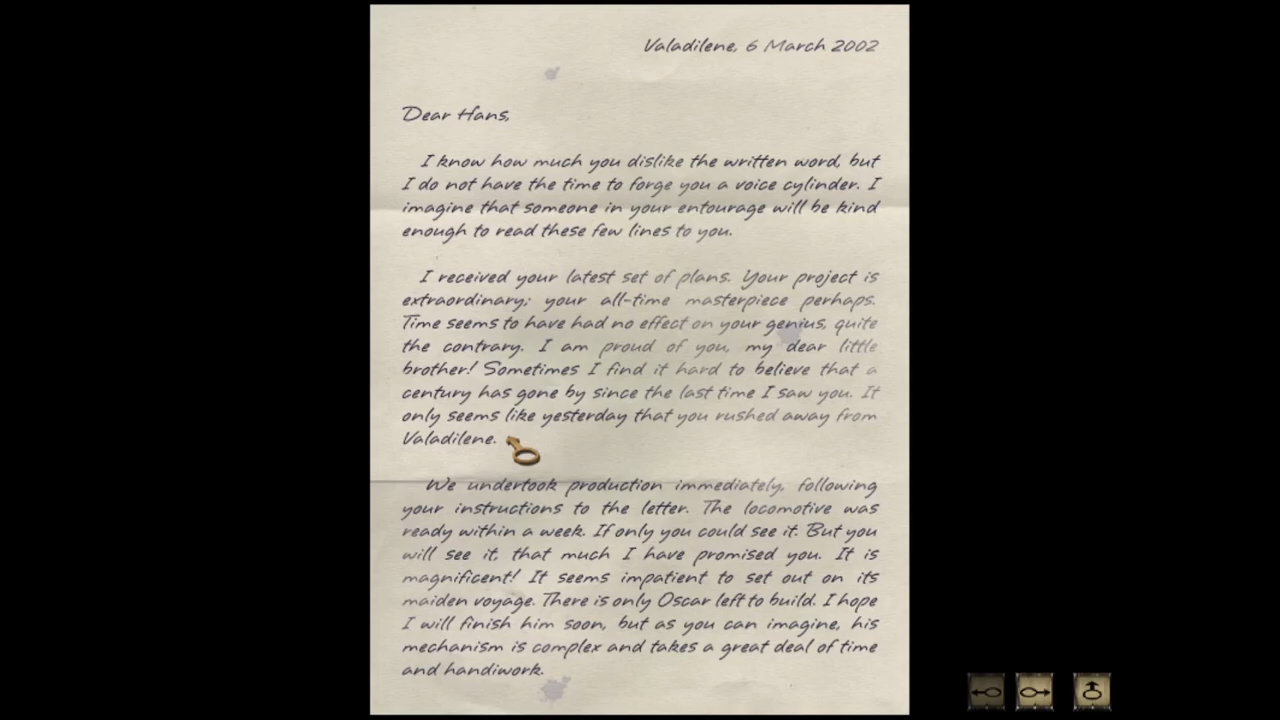 Valadilene, 6 March 2002
Dear Hans,
I know how much you dislike the written word, but
I do not have the time to forge you a voice cylinder. I
imagine that someone in your entourage will be kind
enough to read these few lines to you.
I received your latest set of plans. Your project is
extraordinary; your all-time masterpiece perhaps.
Time seems to have had no effect on your genius, quite
the contrary. I am proud of you, my dear little
brother! Sometimes I find it hard to believe that a
century has gone by since the last time I saw you. It
only seems like yesterday that you rushed away from
Valadilene.
We undertook production immediately, following
your instructions to the letter. The locomotive was
ready within a week. If only you could see it. But you
will see it, that much I have promised you. It is
magnificent! It seems impatient to set out on its
maiden voyage. There is only Oscar left to build. I hope
I will finish him soon, but as you can imagine, his
mechanism is complex and takes a great deal of time
and handiwork.